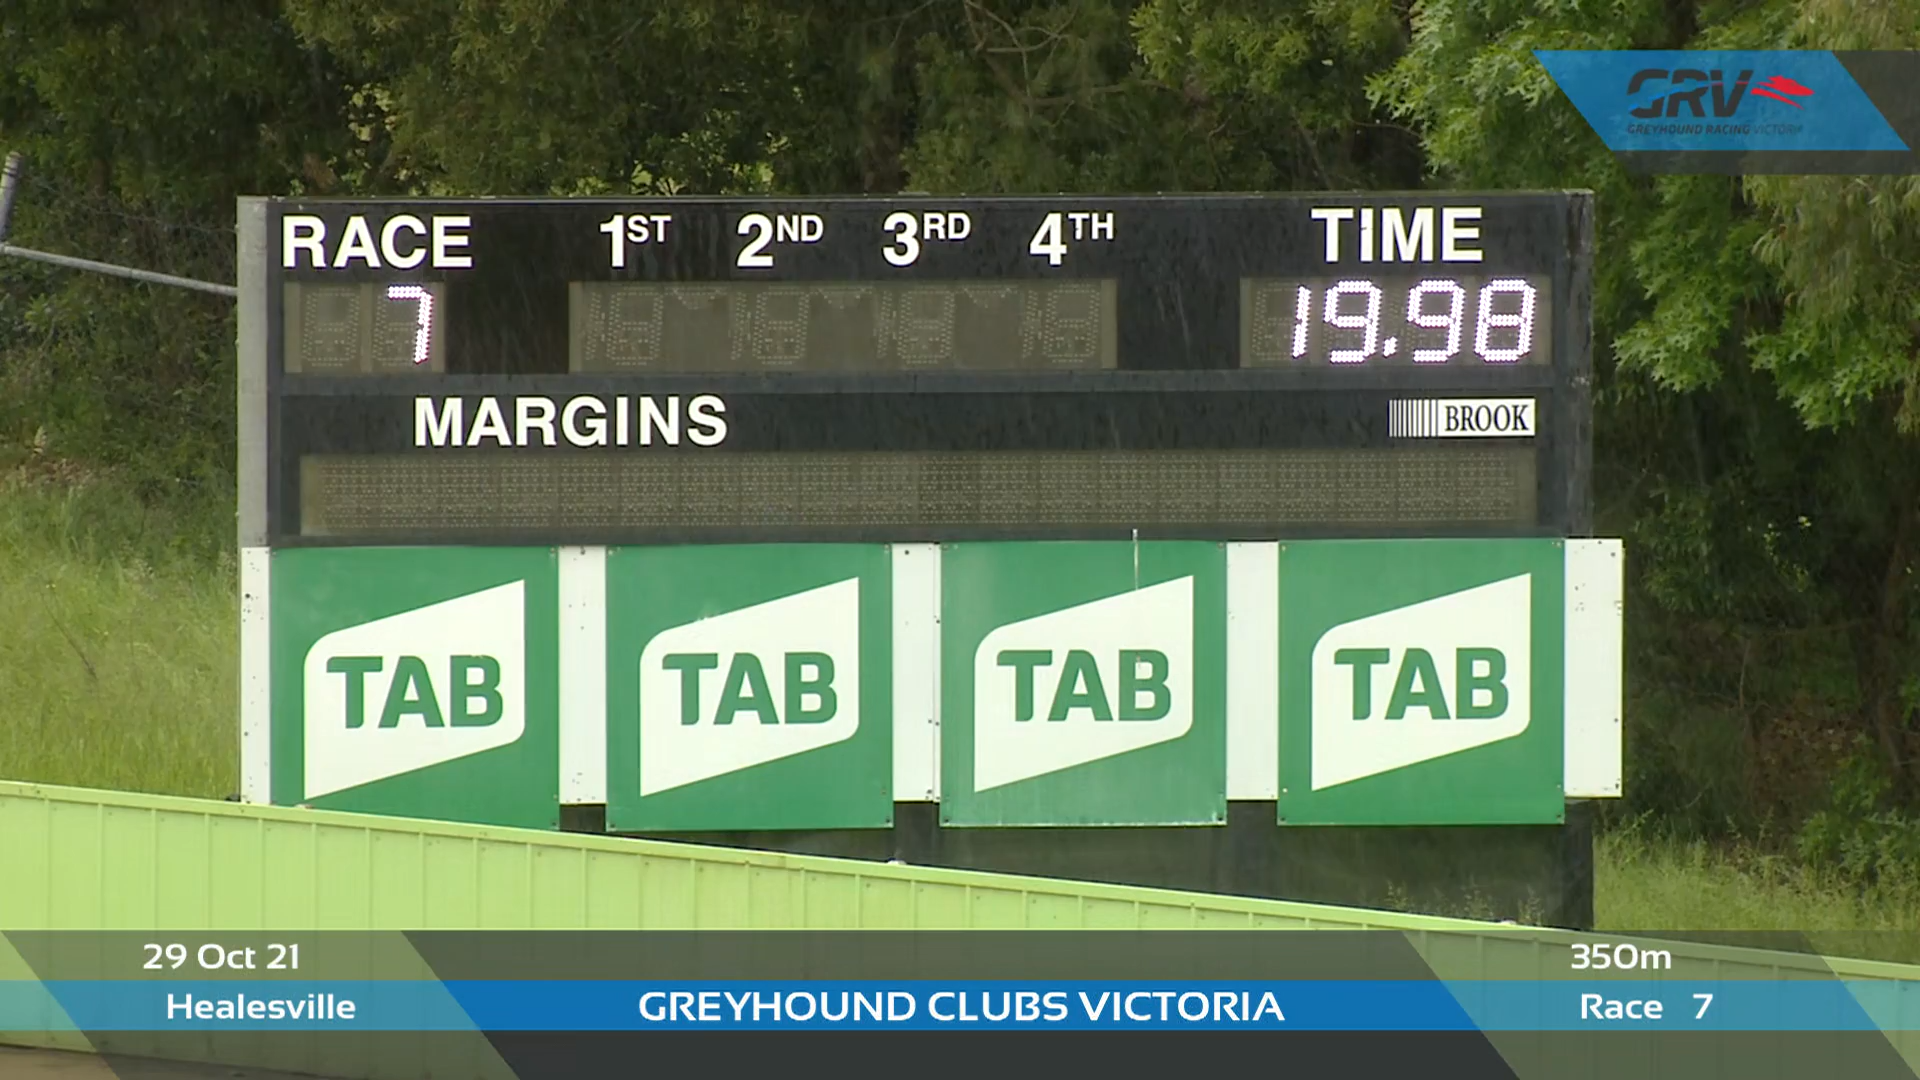 GRV
GREYHOUND RACING VICTORIA
RACE 1ST 2ND 3RD 4TH TIME
7 19.98
MARGINS BROOK
TAB TAB TAB TAB
29 Oct 21 350m
Healesville GREYHOUND CLUBS VICTORIA Race 7